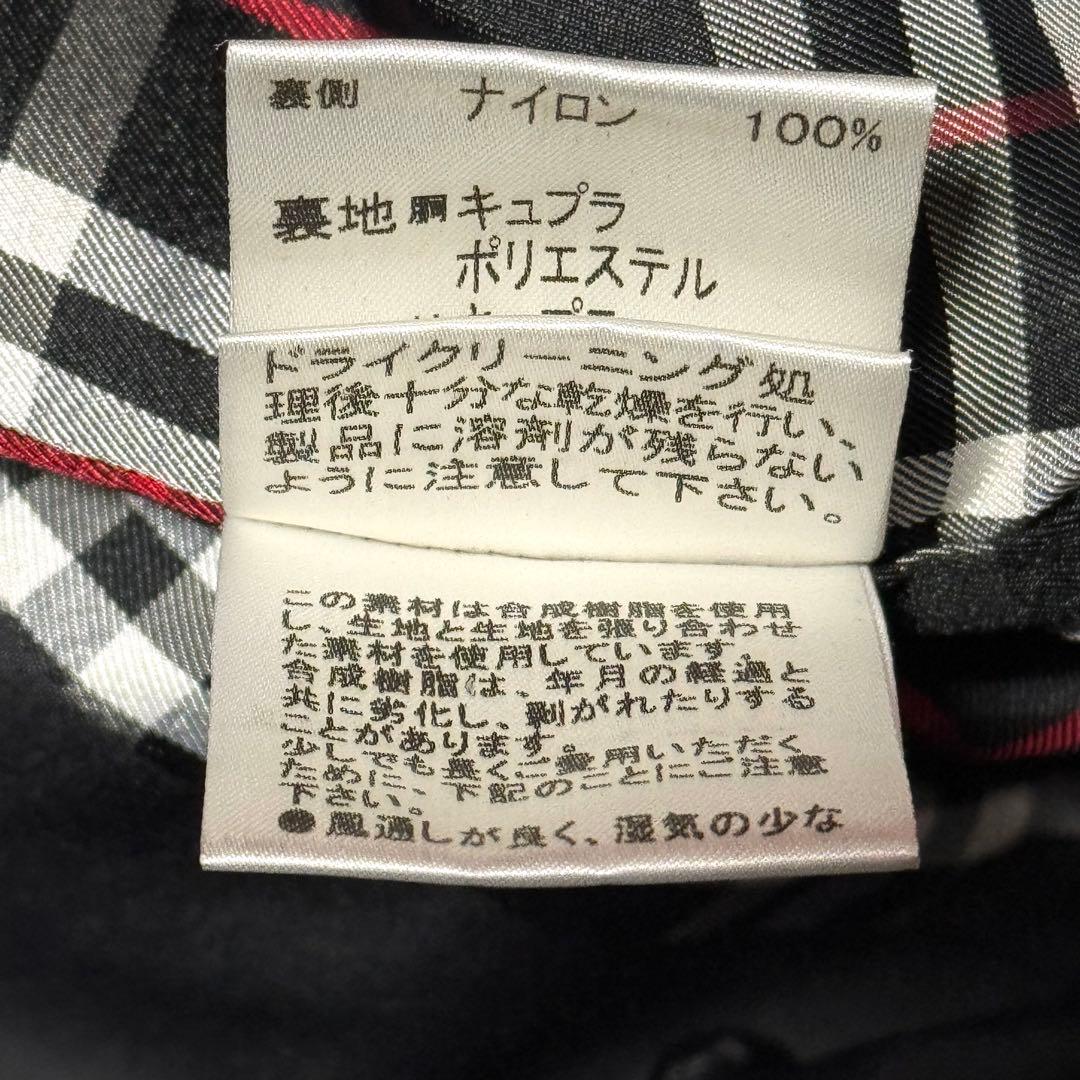 裏側 ナイロン 100%
裏地 胴 キュプラ
ポリエステル
ドライクリーニング処
理後十分な乾燥を行い、
製品に溶剤が残らない
ように注意して下さい。
この素材は合成樹脂を使用
し、生地と生地を張り合わせ
た素材を使用しています。
合成樹脂は、年月の経過と
共に劣化し、剥がれたりする
ことがあります。
少しでも長くご愛用いただく
ために、下記のことにご注意
下さい。
●風通しが良く、湿気の少な